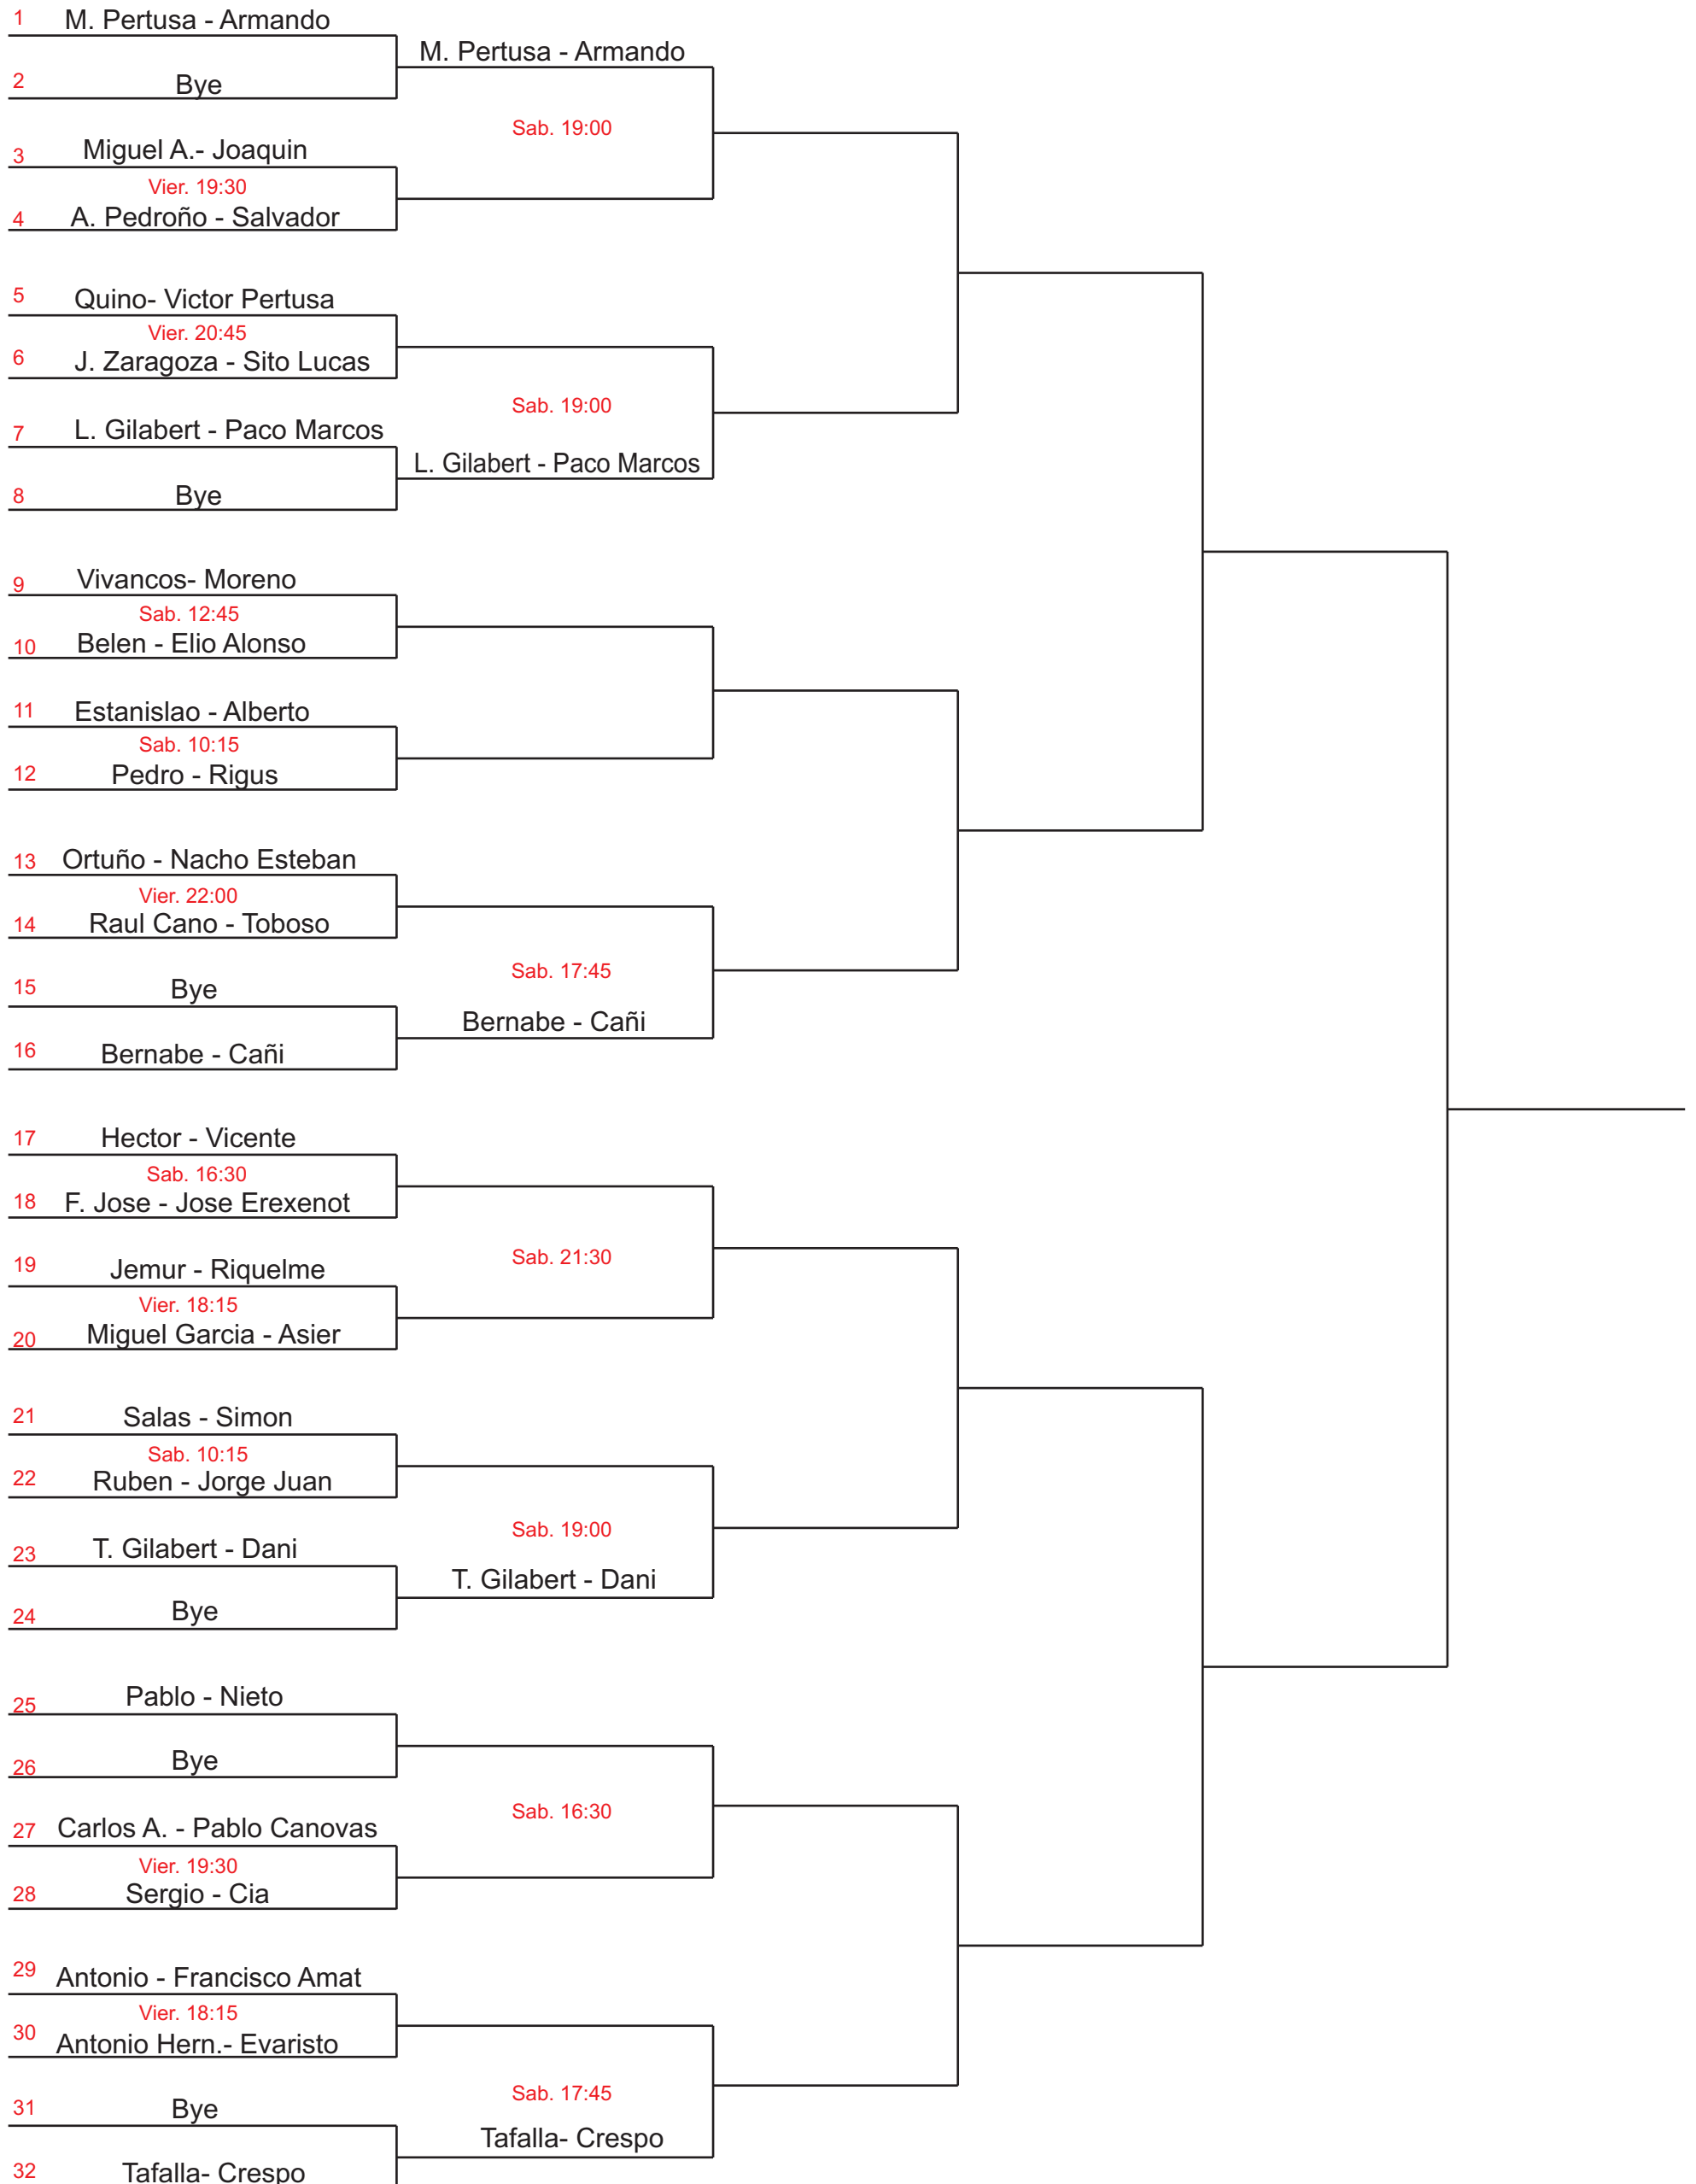 1 M. Pertusa - Armando
M. Pertusa - Armando
2 Bye
Sab. 19:00
3 Miguel A.- Joaquin
Vier. 19:30
4 A. Pedroño - Salvador
5 Quino- Victor Pertusa
Vier. 20:45
6 J. Zaragoza - Sito Lucas
Sab. 19:00
7 L. Gilabert - Paco Marcos
L. Gilabert - Paco Marcos
8 Bye
9 Vivancos- Moreno
Sab. 12:45
10 Belen - Elio Alonso
11 Estanislao - Alberto
Sab. 10:15
12 Pedro - Rigus
13 Ortuño - Nacho Esteban
Vier. 22:00
14 Raul Cano - Toboso
Sab. 17:45
15 Bye
Bernabe - Cañi
16 Bernabe - Cañi
17 Hector - Vicente
Sab. 16:30
18 F. Jose - Jose Erexenot
Sab. 21:30
19 Jemur - Riquelme
Vier. 18:15
20 Miguel Garcia - Asier
21 Salas - Simon
Sab. 10:15
22 Ruben - Jorge Juan
Sab. 19:00
23 T. Gilabert - Dani
T. Gilabert - Dani
24 Bye
25 Pablo - Nieto
26 Bye
Sab. 16:30
27 Carlos A. - Pablo Canovas
Vier. 19:30
28 Sergio - Cia
29 Antonio - Francisco Amat
Vier. 18:15
30 Antonio Hern.- Evaristo
Sab. 17:45
31 Bye
Tafalla- Crespo
32 Tafalla- Crespo